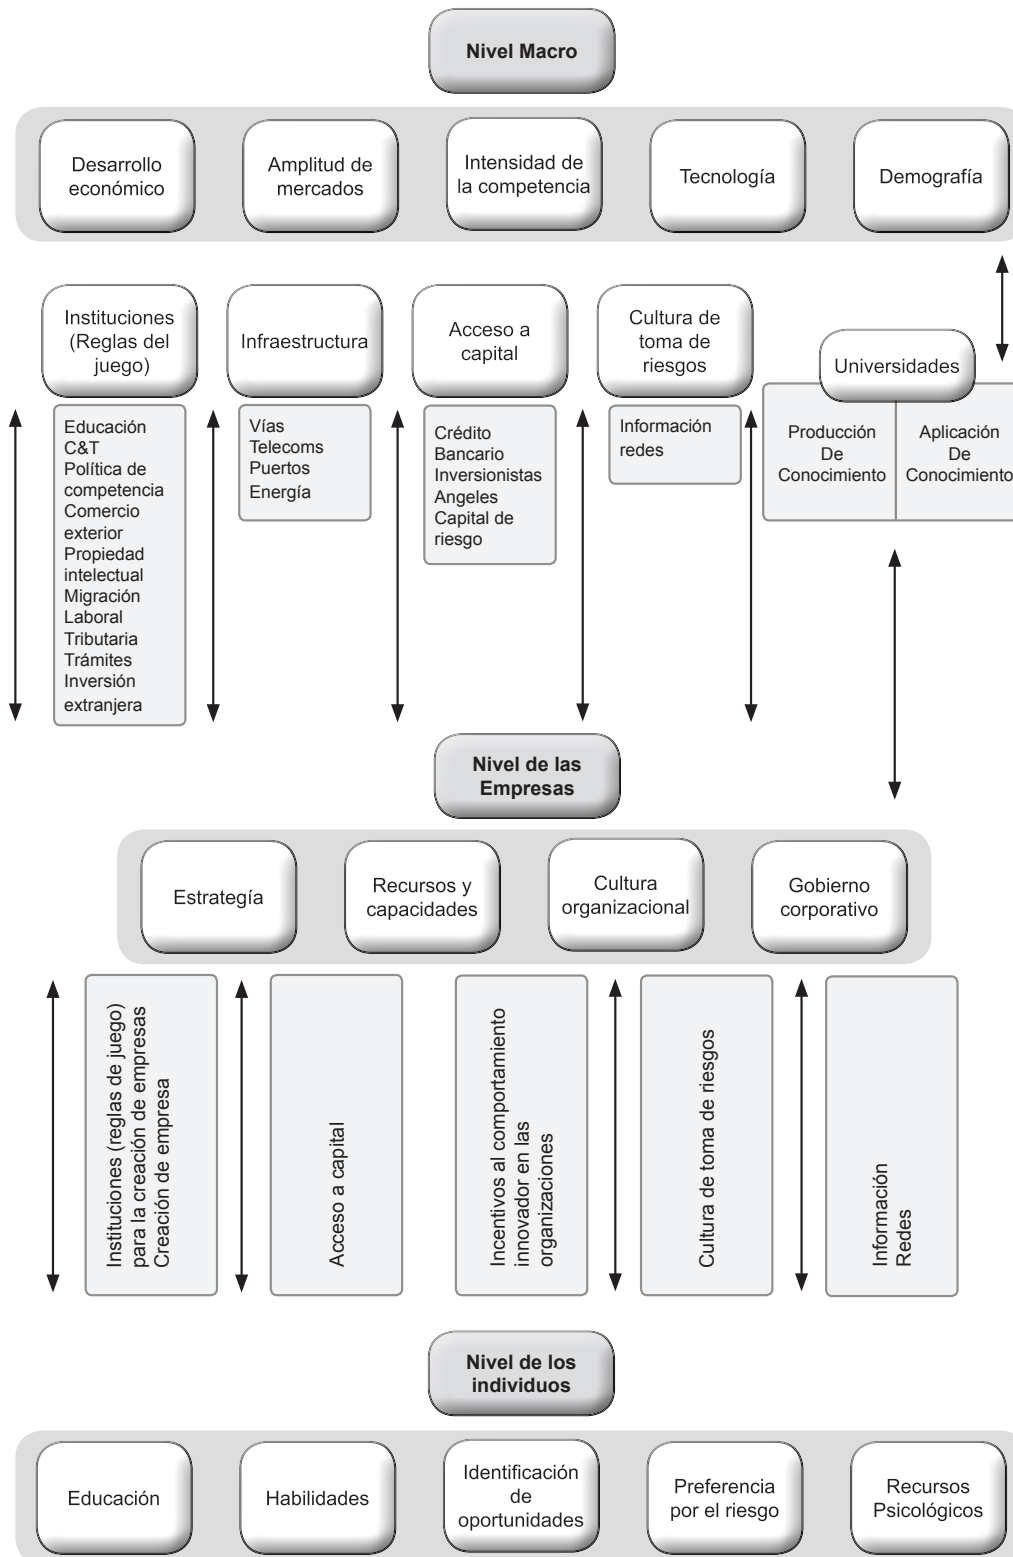 Nivel Macro
Desarrollo
económico
Amplitud de
mercados
Intensidad de
la competencia
Tecnología
Demografía
Instituciones
(Reglas del
juego)
Infraestructura
Acceso a
capital
Cultura de
toma de
riesgos
Universidades
Educación
C&T
Política de
competencia
Comercio
exterior
Propiedad
intelectual
Migración
Laboral
Tributaria
Trámites
Inversión
extranjera
Vías
Telecoms
Puertos
Energía
Crédito
Bancario
Inversionistas
Angeles
Capital de
riesgo
Información
redes
Producción
De
Conocimiento
Aplicación
De
Conocimiento
Nivel de las
Empresas
Estrategía
Recursos y
capacidades
Cultura
organizacional
Gobierno
corporativo
Instituciones (reglas de juego)
para la creación de empresas
Creación de empresa
Acceso a capital
Incentivos al comportamiento
innovador en las
organizaciones
Cultura de toma de riesgos
Información
Redes
Nivel de los
individuos
Educación
Habilidades
Identificación
de
oportunidades
Preferencia
por el riesgo
Recursos
Psicológicos